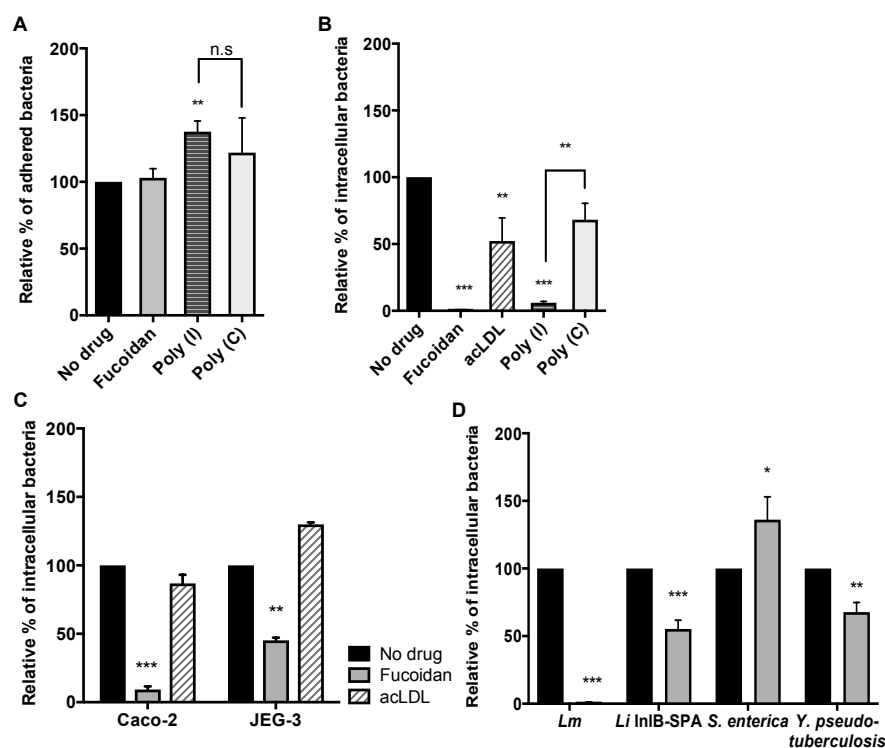 A
Relative % of adhered bacteria
200
150
100
50
0
**
n.s
No drug
Fucoidan
Poly (I)
Poly (C)
B
Relative % of intracellular bacteria
200
150
100
50
0
***
**
***
**
No drug
Fucoidan
acLDL
Poly (I)
Poly (C)
C
Relative % of intracellular bacteria
200
150
100
50
0
***
**
Caco-2
JEG-3
No drug
Fucoidan
acLDL
D
Relative % of intracellular bacteria
200
150
100
50
0
***
***
*
**
Lm
Li InlB-SPA
S. enterica
Y. pseudo-
tuberculosis